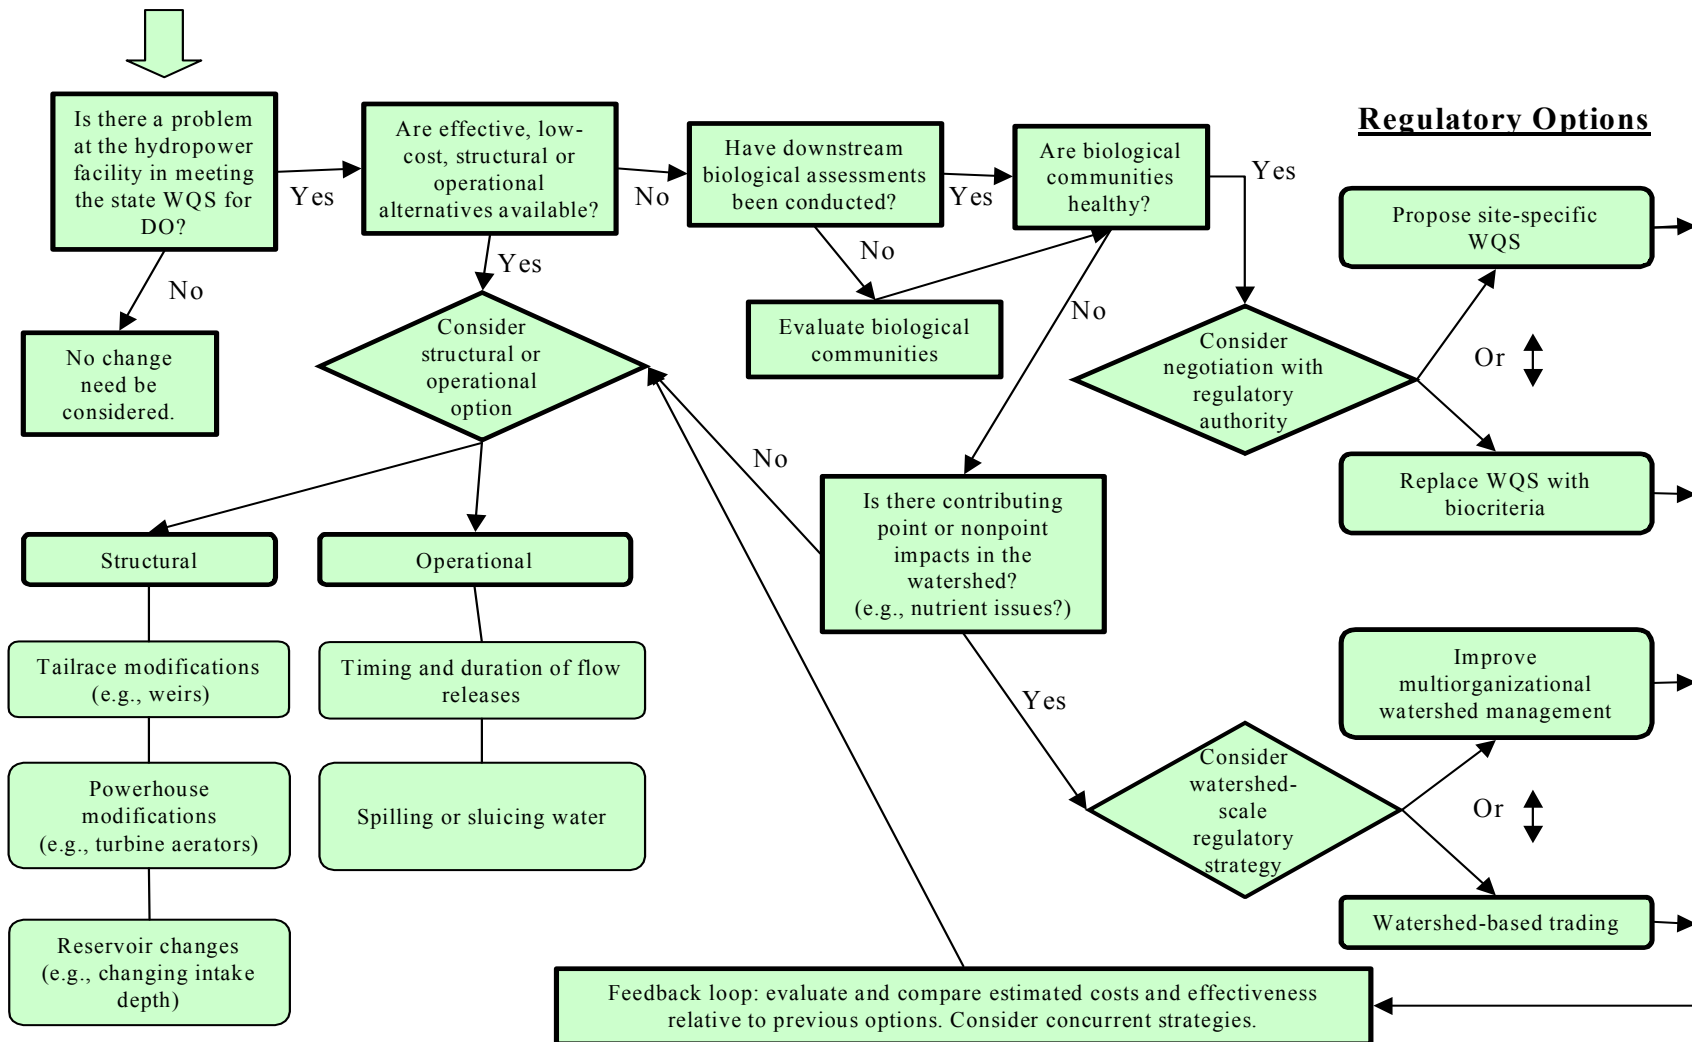 Is there a problem
at the hydropower
facility in meeting
the state WQS for
DO?
Yes
No
No change
need be
considered.
Are effective, low-
cost, structural or
operational
alternatives available?
No
Yes
Consider
structural or
operational
option
Have downstream
biological assessments
been conducted?
Yes
No
Evaluate biological
communities
Are biological
communities
healthy?
Yes
No
Consider
negotiation with
regulatory
authority
Regulatory Options
Propose site-specific
WQS
Or
Replace WQS with
biocriteria
Is there contributing
point or nonpoint
impacts in the
watershed?
(e.g., nutrient issues?)
No
Yes
Consider
watershed-
scale
regulatory
strategy
Improve
multiorganizational
watershed management
Or
Watershed-based trading
Structural
Tailrace modifications
(e.g., weirs)
Powerhouse
modifications
(e.g., turbine aerators)
Reservoir changes
(e.g., changing intake
depth)
Operational
Timing and duration of flow
releases
Spilling or sluicing water
Feedback loop: evaluate and compare estimated costs and effectiveness
relative to previous options. Consider concurrent strategies.